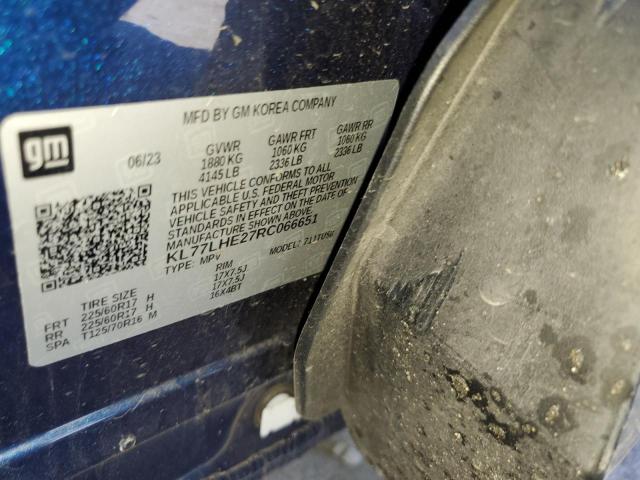 MFD BY GM KOREA COMPANY
gm
06/23
GVWR GAWR FRT GAWR RR
1880 KG 1060 KG 1060 KG
4145 LB 2336 LB 2336 LB
THIS VEHICLE CONFORMS TO ALL
APPLICABLE U.S. FEDERAL MOTOR
VEHICLE SAFETY AND THEFT PREVENTION
STANDARDS IN EFFECT ON THE DATE OF
MANUFACTURE SHOWN ABOVE.
KL77LHE27RC066651
TYPE: MPV MODEL:
TIRE SIZE RIM
FRT 225/60R17 H 17X7.5J
RR 225/60R17 H 17X7.5J
SPA T125/70R16 M 16X4BT